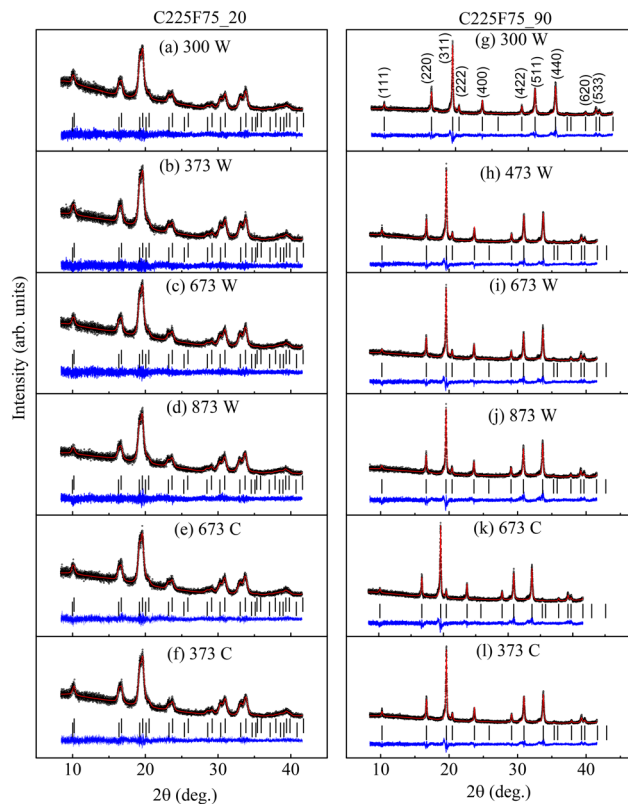 C225F75_20
C225F75_90
Intensity (arb. units)
(a) 300 W
(b) 373 W
(c) 673 W
(d) 873 W
(e) 673 C
(f) 373 C
10 20 30 40
2θ (deg.)
(g) 300 W
(111)
(220)
(311)
(222)
(400)
(422)
(511)
(440)
(620)
(533)
(h) 473 W
(i) 673 W
(j) 873 W
(k) 673 C
(l) 373 C
10 20 30 40
2θ (deg.)